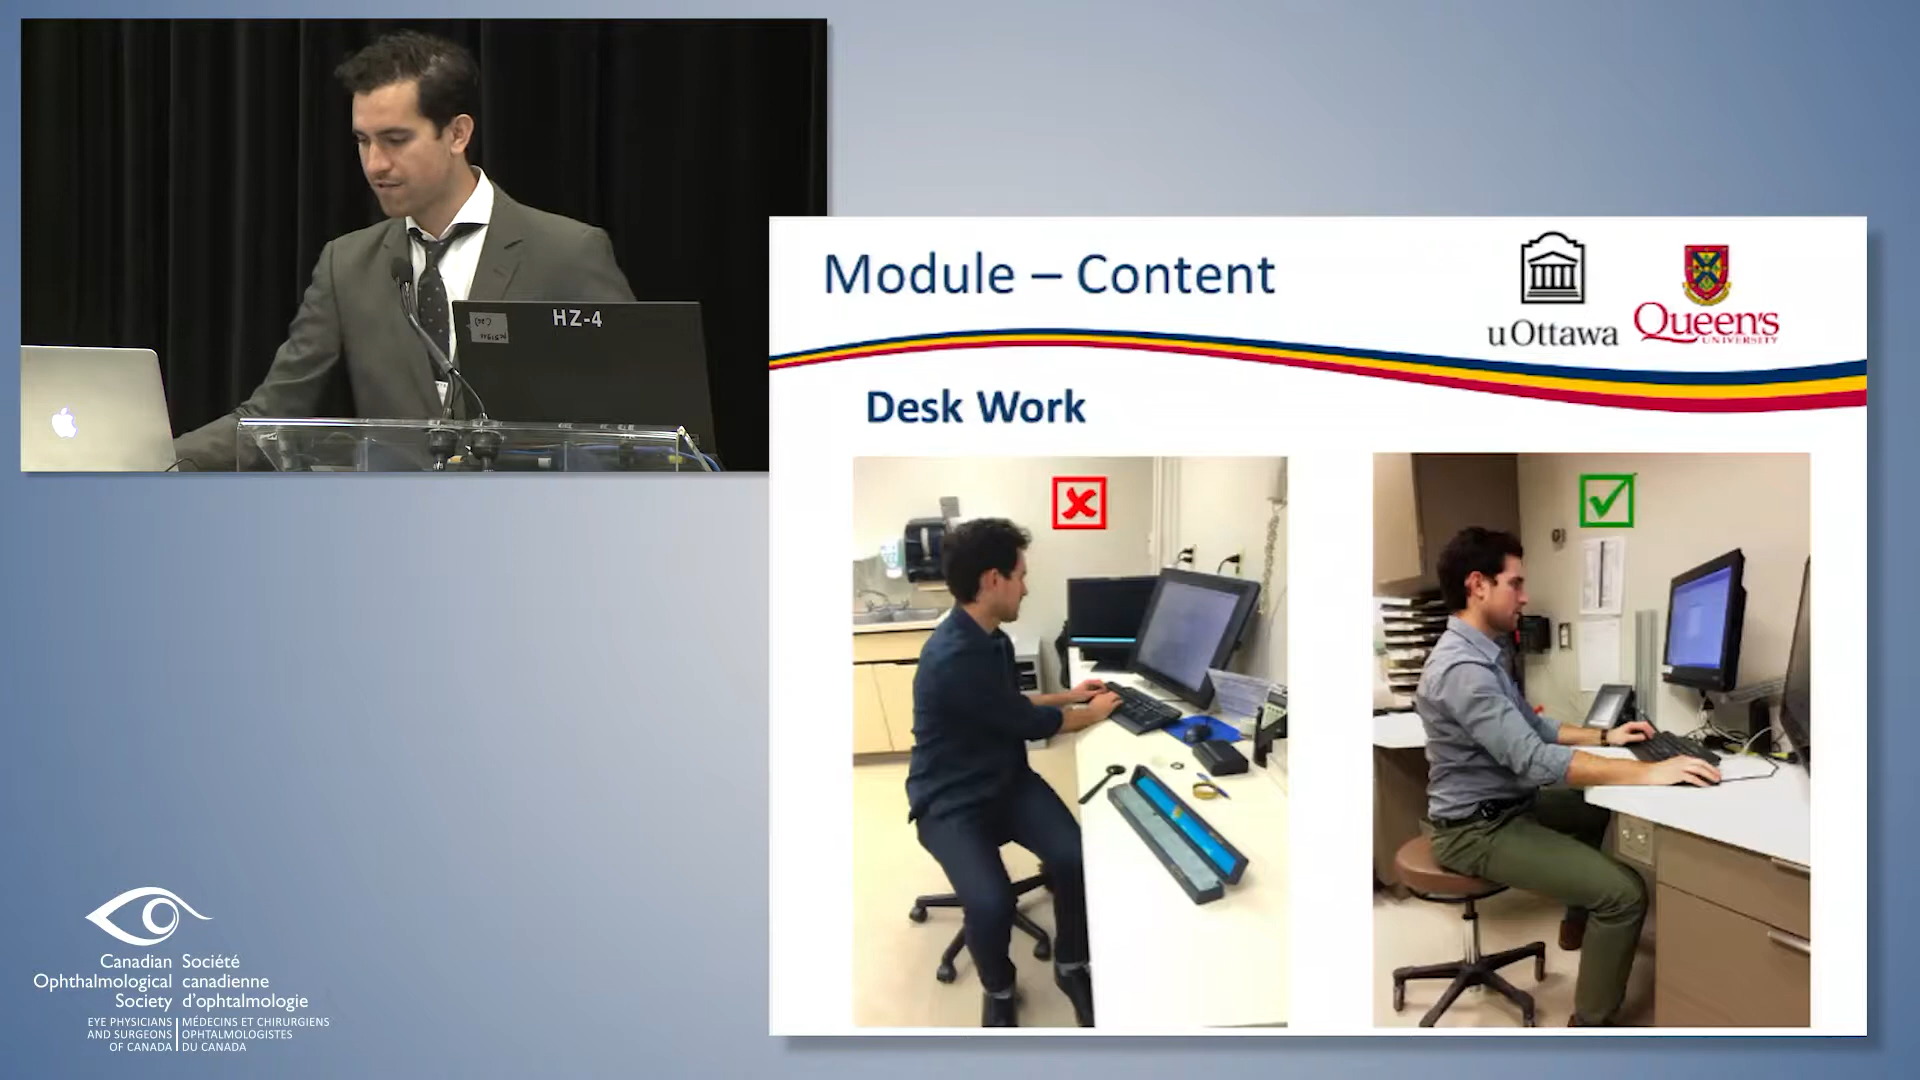 HZ-4
Module – Content
uOttawa
Queen's
UNIVERSITY
Desk Work
Canadian Ophthalmological Society
Société canadienne d'ophtalmologie
EYE PHYSICIANS AND SURGEONS OF CANADA
MÉDECINS ET CHIRURGIENS OPHTALMOLOGISTES DU CANADA